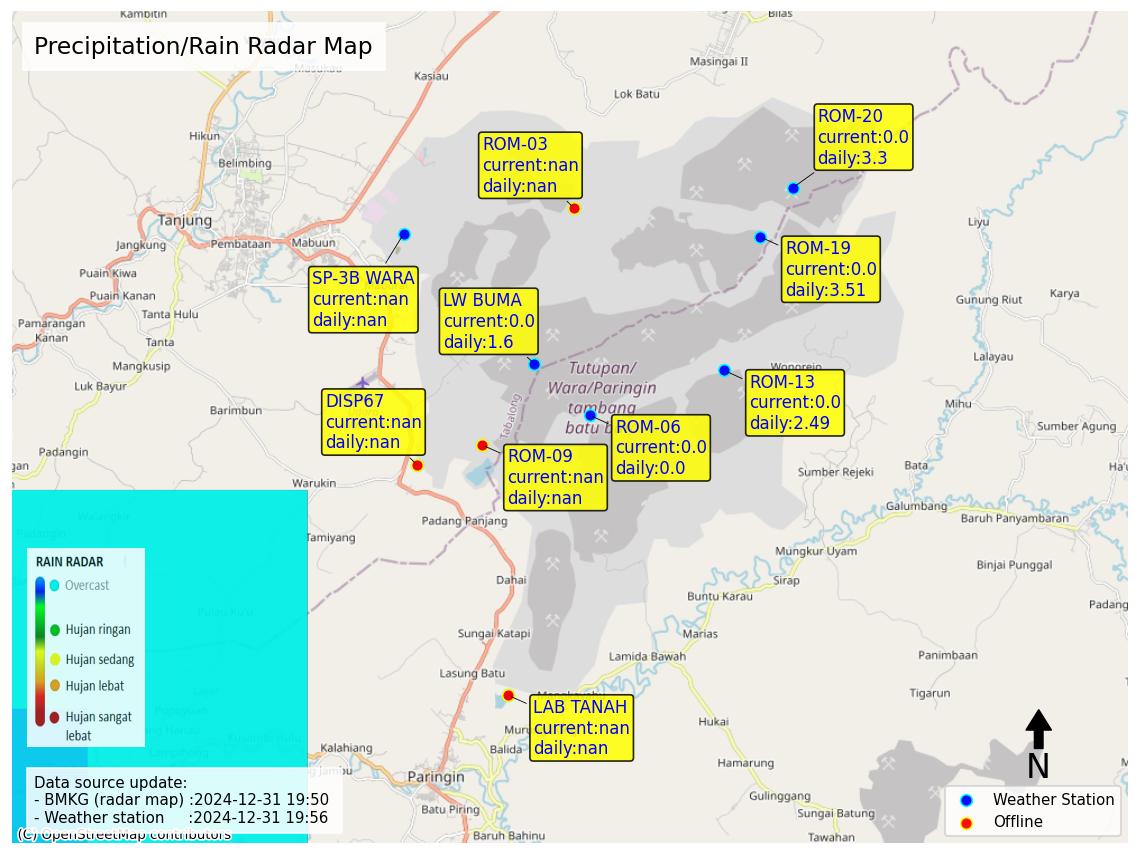 Precipitation/Rain Radar Map
Kambitin
Bilas
Masukau
Kasiau
Masingai II
Lok Batu
Hikun
Belimbing
Tanjung
Jangkung
Pembataan
Mabuun
Puain Kiwa
Puain Kanan
Tanta Hulu
Pamarangan
Kanan
Tanta
Mangkusip
Luk Bayur
Barimbun
Padangin
Warukin
Padang Panjang
Tamiyang
Dahai
Sungai Katapi
Lasung Batu
Kalahiang
Paringin
Batu Piring
Baruh Bahinu
Balida
Liyu
Gunung Riut
Karya
Lalayau
Mihu
Sumber Agung
Wonorejo
Sumber Rejeki
Bata
Galumbang
Baruh Panyambaran
Mungkur Uyam
Sirap
Binjai Punggal
Buntu Karau
Marias
Lamida Bawah
Panimbaan
Tigarun
Hukai
Hamarung
Gulinggang
Sungai Batung
Tawahan
Padang
Tabalong
Tutupan/
Wara/Paringin
tambang
batu b
ROM-03
current:nan
daily:nan
ROM-20
current:0.0
daily:3.3
ROM-19
current:0.0
daily:3.51
SP-3B WARA
current:nan
daily:nan
LW BUMA
current:0.0
daily:1.6
ROM-13
current:0.0
daily:2.49
DISP67
current:nan
daily:nan
ROM-06
current:0.0
daily:0.0
ROM-09
current:nan
daily:nan
LAB TANAH
current:nan
daily:nan
RAIN RADAR
Overcast
Hujan ringan
Hujan sedang
Hujan lebat
Hujan sangat
lebat
Data source update:
- BMKG (radar map) :2024-12-31 19:50
- Weather station :2024-12-31 19:56
(C) OpenStreetMap contributors
N
Weather Station
Offline